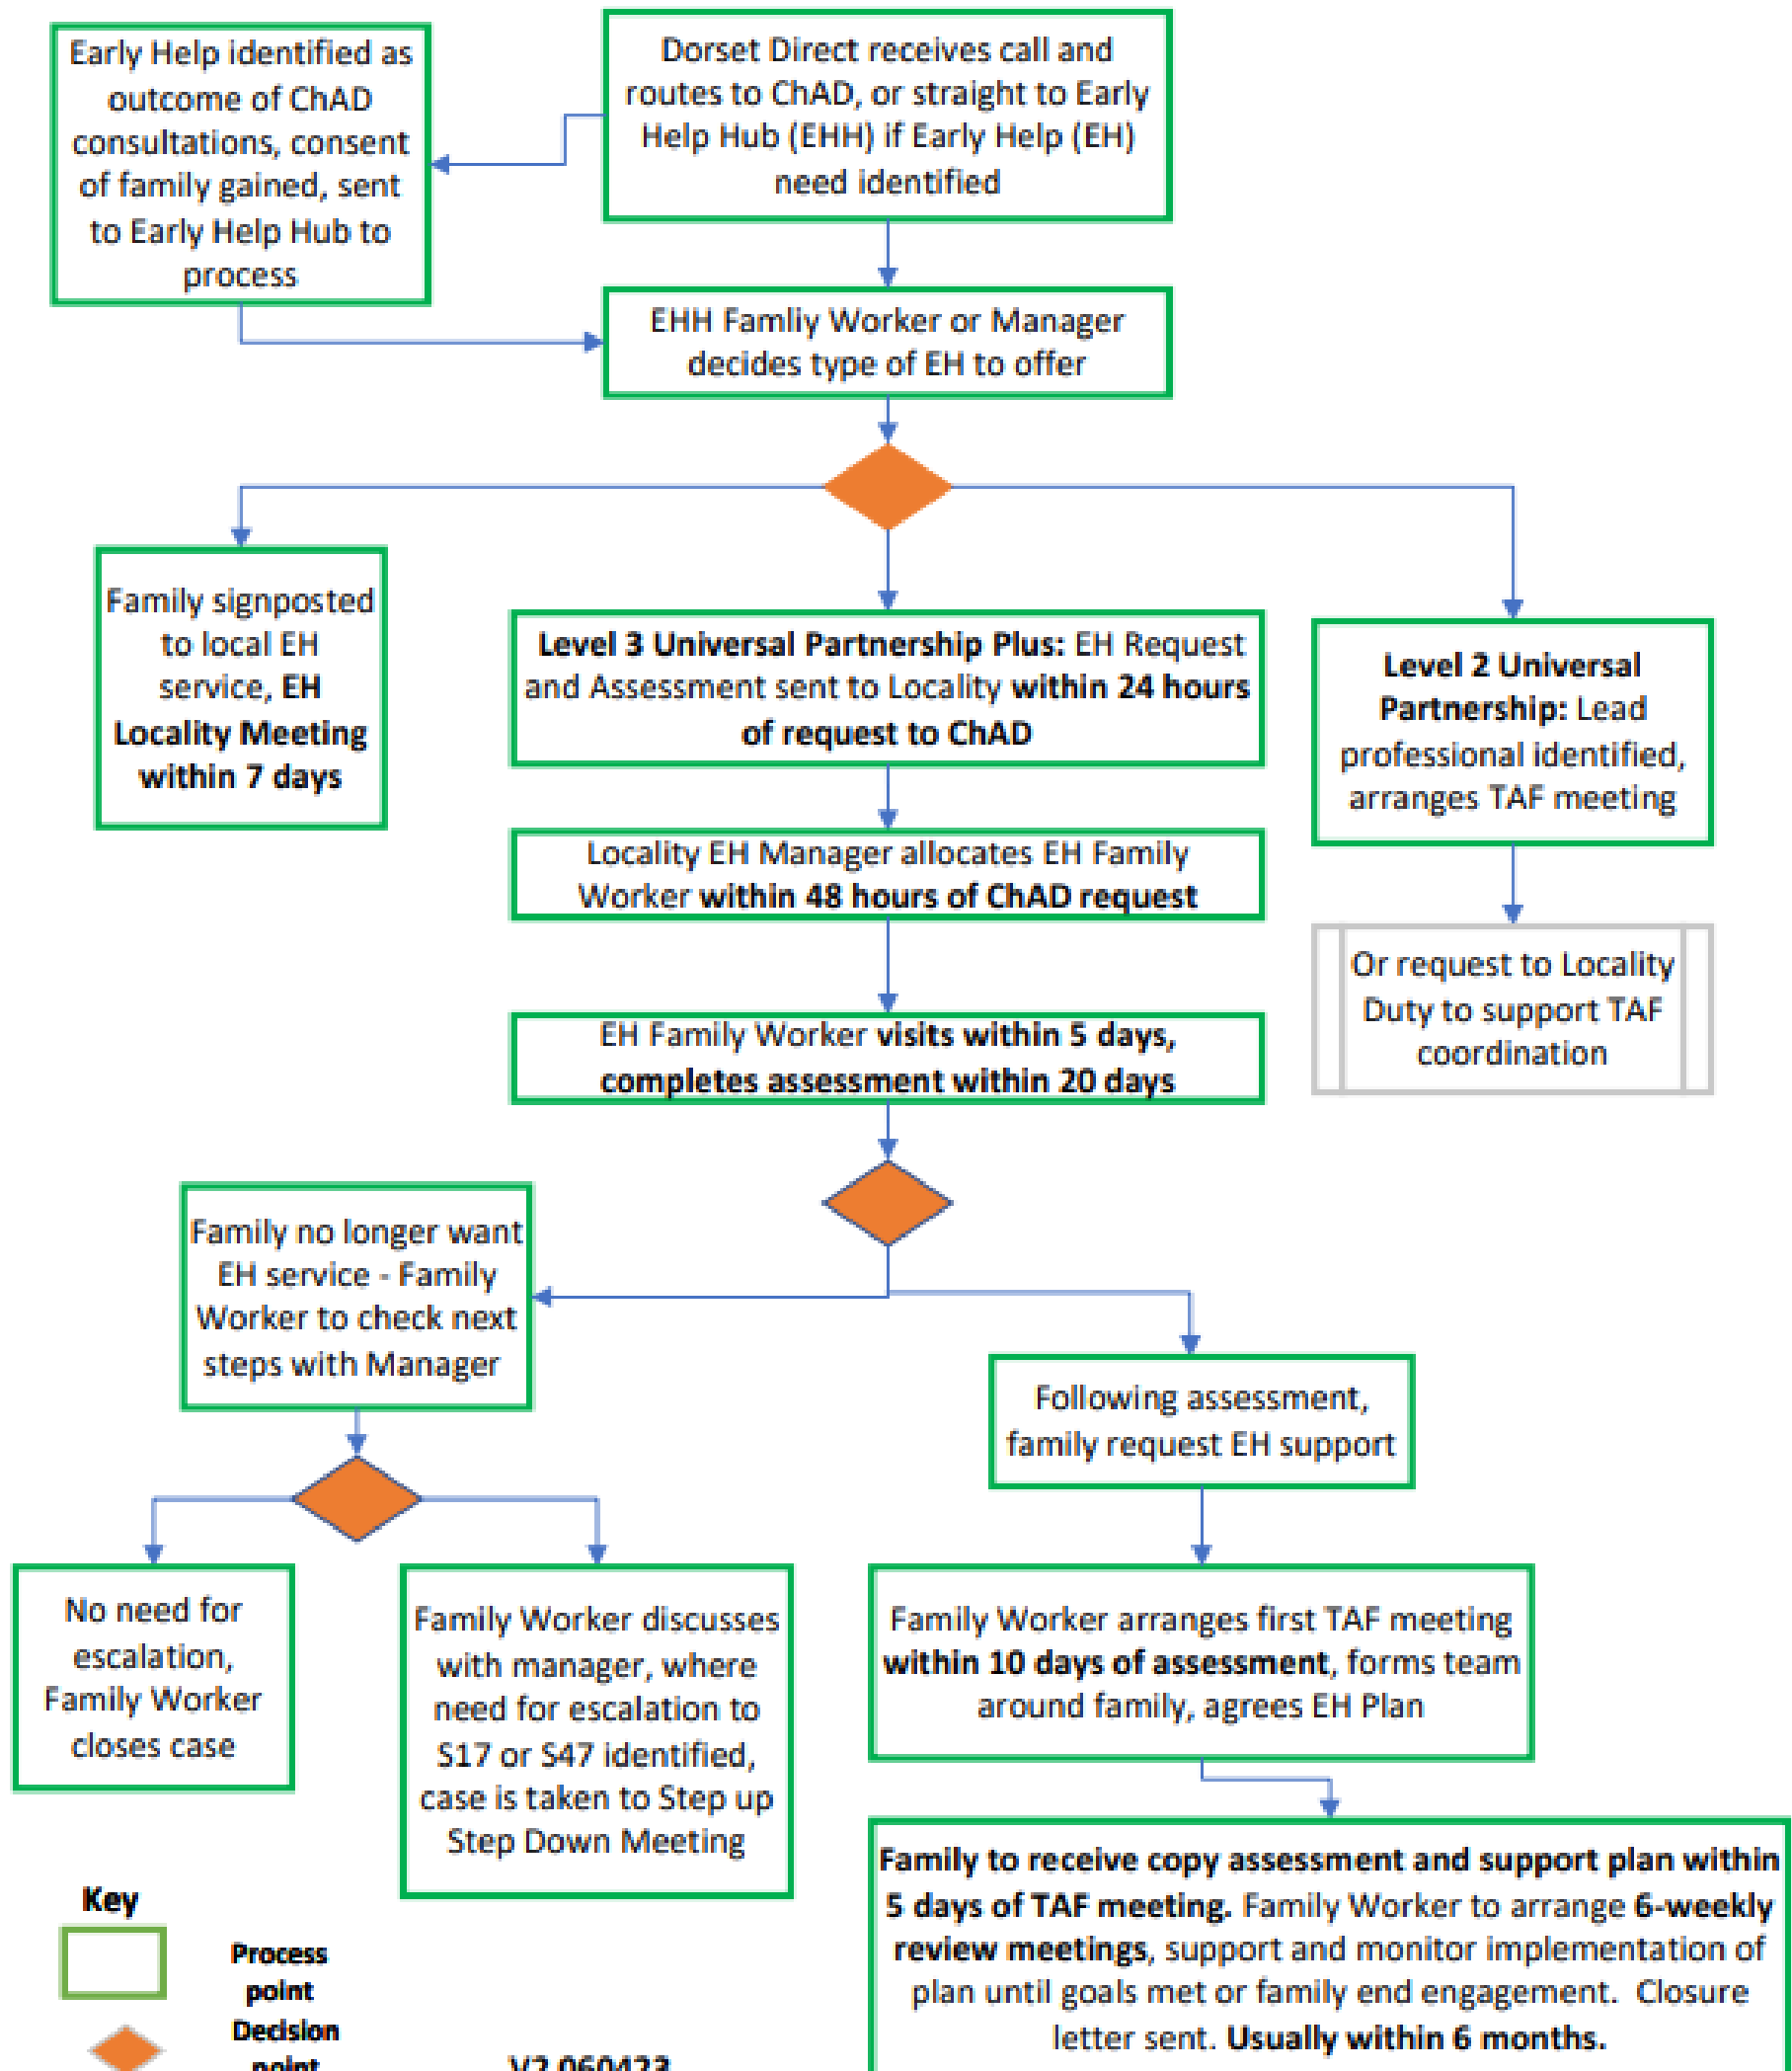 Early Help identified as
outcome of ChAD
consultations, consent
of family gained, sent
to Early Help Hub to
process
Dorset Direct receives call and
routes to ChAD, or straight to Early
Help Hub (EHH) if Early Help (EH)
need identified
EHH Famliy Worker or Manager
decides type of EH to offer
Family signposted
to local EH
service, EH
Locality Meeting
within 7 days
Level 3 Universal Partnership Plus: EH Request
and Assessment sent to Locality within 24 hours
of request to ChAD
Level 2 Universal
Partnership: Lead
professional identified,
arranges TAF meeting
Locality EH Manager allocates EH Family
Worker within 48 hours of ChAD request
Or request to Locality
Duty to support TAF
coordination
EH Family Worker visits within 5 days,
completes assessment within 20 days
Family no longer want
EH service - Family
Worker to check next
steps with Manager
Following assessment,
family request EH support
No need for
escalation,
Family Worker
closes case
Family Worker discusses
with manager, where
need for escalation to
S17 or S47 identified,
case is taken to Step up
Step Down Meeting
Family Worker arranges first TAF meeting
within 10 days of assessment, forms team
around family, agrees EH Plan
Family to receive copy assessment and support plan within
5 days of TAF meeting. Family Worker to arrange 6-weekly
review meetings, support and monitor implementation of
plan until goals met or family end engagement. Closure
letter sent. Usually within 6 months.
Key
Process
point
Decision
point
V2 060423